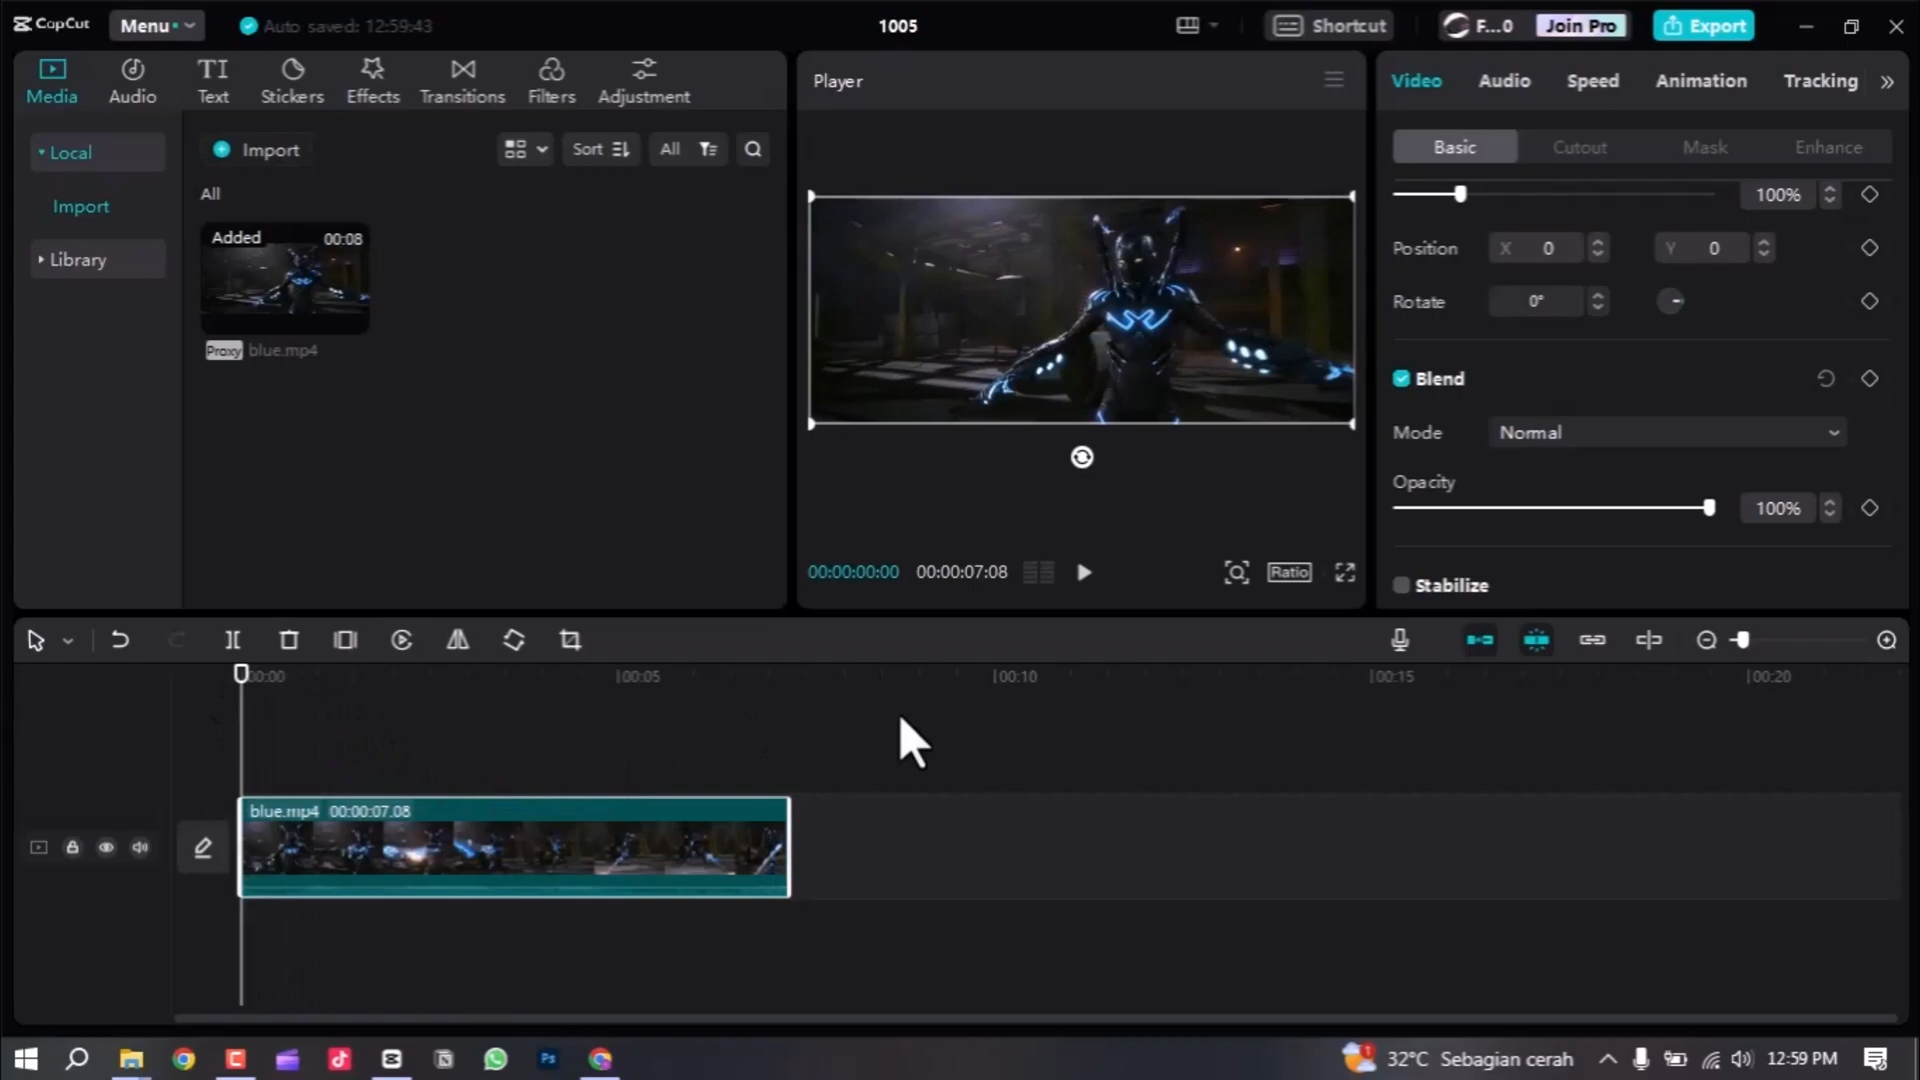 CapCut
Menu
Auto saved: 12:59:43
1005
Shortcut
F...0
Join Pro
Export
Media
Audio
Text
Stickers
Effects
Transitions
Filters
Adjustment
Local
Import
Library
Import
Sort
All
All
Added
00:08
Proxy
blue.mp4
Player
00:00:00:00
00:00:07:08
Ratio
Video
Audio
Speed
Animation
Tracking
Basic
Cutout
Mask
Enhance
100%
Position
X 0
Y 0
Rotate
0°
Blend
Mode
Normal
Opacity
100%
Stabilize
00:00
00:05
00:10
00:15
00:20
blue.mp4 00:00:07.08
Ps
1
32°C Sebagian cerah
12:59 PM